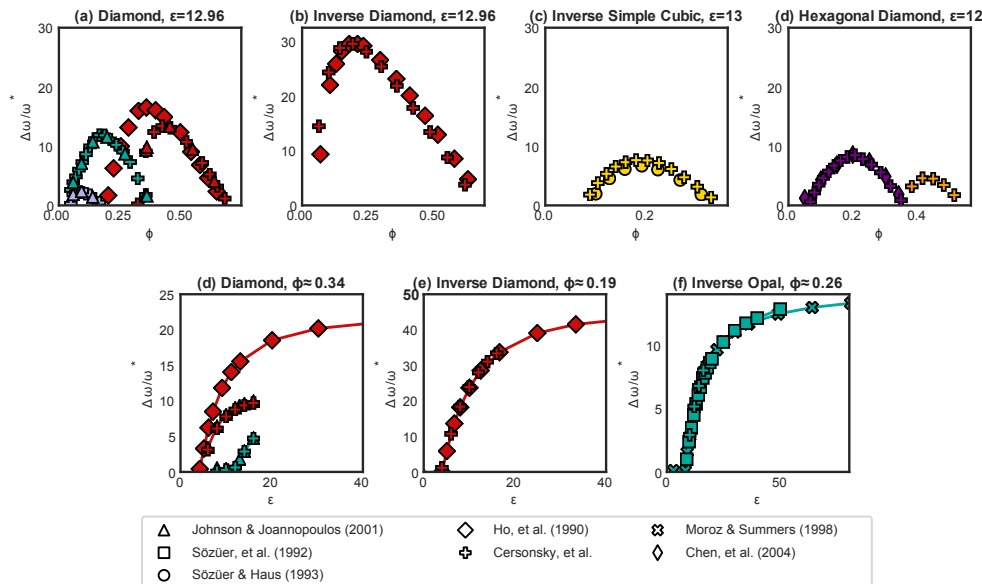 (a) Diamond, ε=12.96
(b) Inverse Diamond, ε=12.96
(c) Inverse Simple Cubic, ε=13
(d) Hexagonal Diamond, ε=12
Δω/ω*
30
20
10
0
0.00
0.25
0.50
ϕ
Δω/ω*
30
20
10
0
0.00
0.25
0.50
ϕ
Δω/ω*
30
20
10
0
0.2
ϕ
Δω/ω*
30
20
10
0
0.0
0.2
0.4
ϕ
(d) Diamond, ϕ≈ 0.34
(e) Inverse Diamond, ϕ≈ 0.19
(f) Inverse Opal, ϕ≈ 0.26
Δω/ω*
25
20
15
10
5
0
0
20
40
ε
Δω/ω*
50
40
30
20
10
0
0
20
40
ε
Δω/ω*
10
5
0
0
50
ε
Johnson & Joannopoulos (2001)
Sözüer, et al. (1992)
Sözüer & Haus (1993)
Ho, et al. (1990)
Cersonsky, et al.
Moroz & Summers (1998)
Chen, et al. (2004)